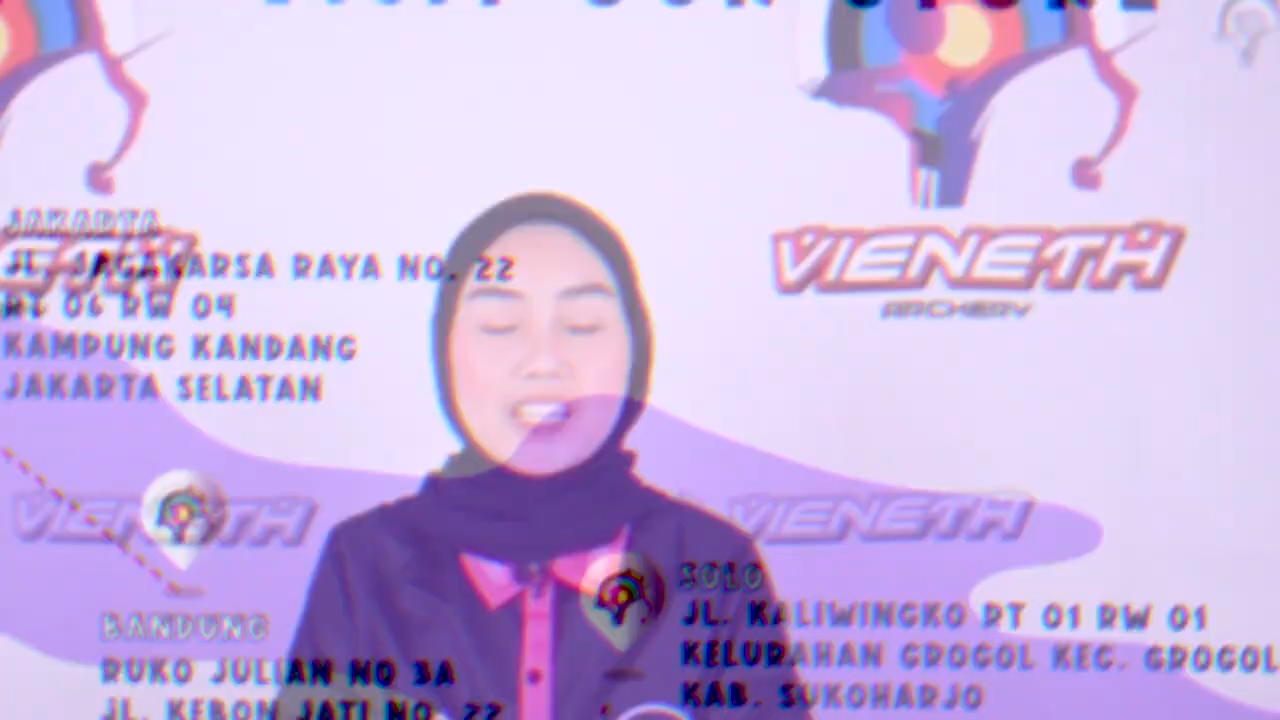 OUR STORE
VIENETH
ARCHERY
JAKARTA
JL. JAGAKARSA RAYA NO. 22
RT 06 RW 04
KAMPUNG KANDANG
JAKARTA SELATAN
VIENETH
VIENETH
BANDUNG
RUKO JULIAN NO 3A
JL. KEBON JATI NO. 22
SOLO
JL. KALIWINGKO RT 01 RW 01
KELURAHAN GROGOL KEC. GROGOL
KAB. SUKOHARJO